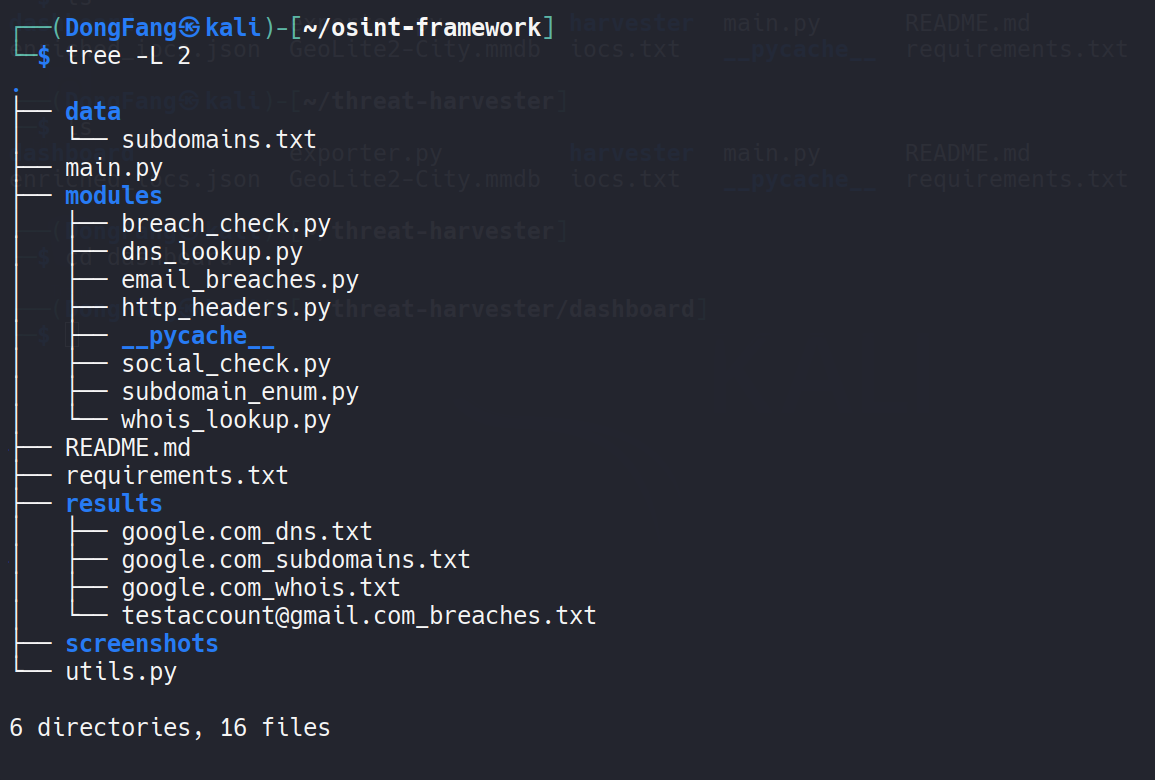 ┌──(DongFang㉿kali)-[~/osint-framework]
└─$ tree -L 2
.
├── data
│   └── subdomains.txt
├── main.py
├── modules
│   ├── breach_check.py
│   ├── dns_lookup.py
│   ├── email_breaches.py
│   ├── http_headers.py
│   ├── __pycache__
│   ├── social_check.py
│   ├── subdomain_enum.py
│   └── whois_lookup.py
├── README.md
├── requirements.txt
├── results
│   ├── google.com_dns.txt
│   ├── google.com_subdomains.txt
│   ├── google.com_whois.txt
│   └── testaccount@gmail.com_breaches.txt
├── screenshots
└── utils.py

6 directories, 16 files